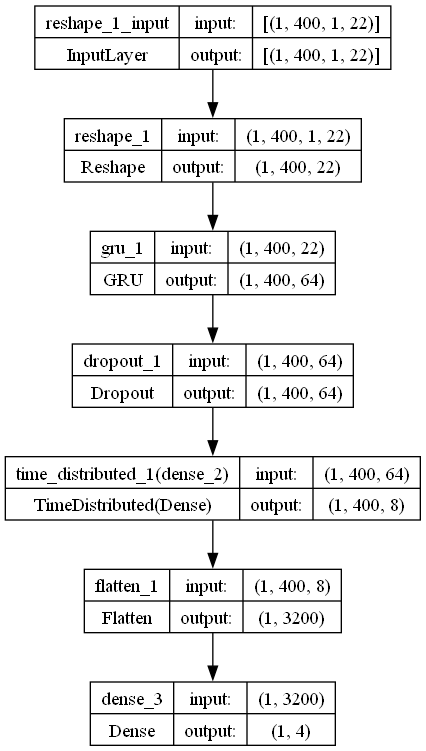 reshape_1_input input: [(1, 400, 1, 22)]
InputLayer output: [(1, 400, 1, 22)]
reshape_1 input: (1, 400, 1, 22)
Reshape output: (1, 400, 22)
gru_1 input: (1, 400, 22)
GRU output: (1, 400, 64)
dropout_1 input: (1, 400, 64)
Dropout output: (1, 400, 64)
time_distributed_1(dense_2) input: (1, 400, 64)
TimeDistributed(Dense) output: (1, 400, 8)
flatten_1 input: (1, 400, 8)
Flatten output: (1, 3200)
dense_3 input: (1, 3200)
Dense output: (1, 4)